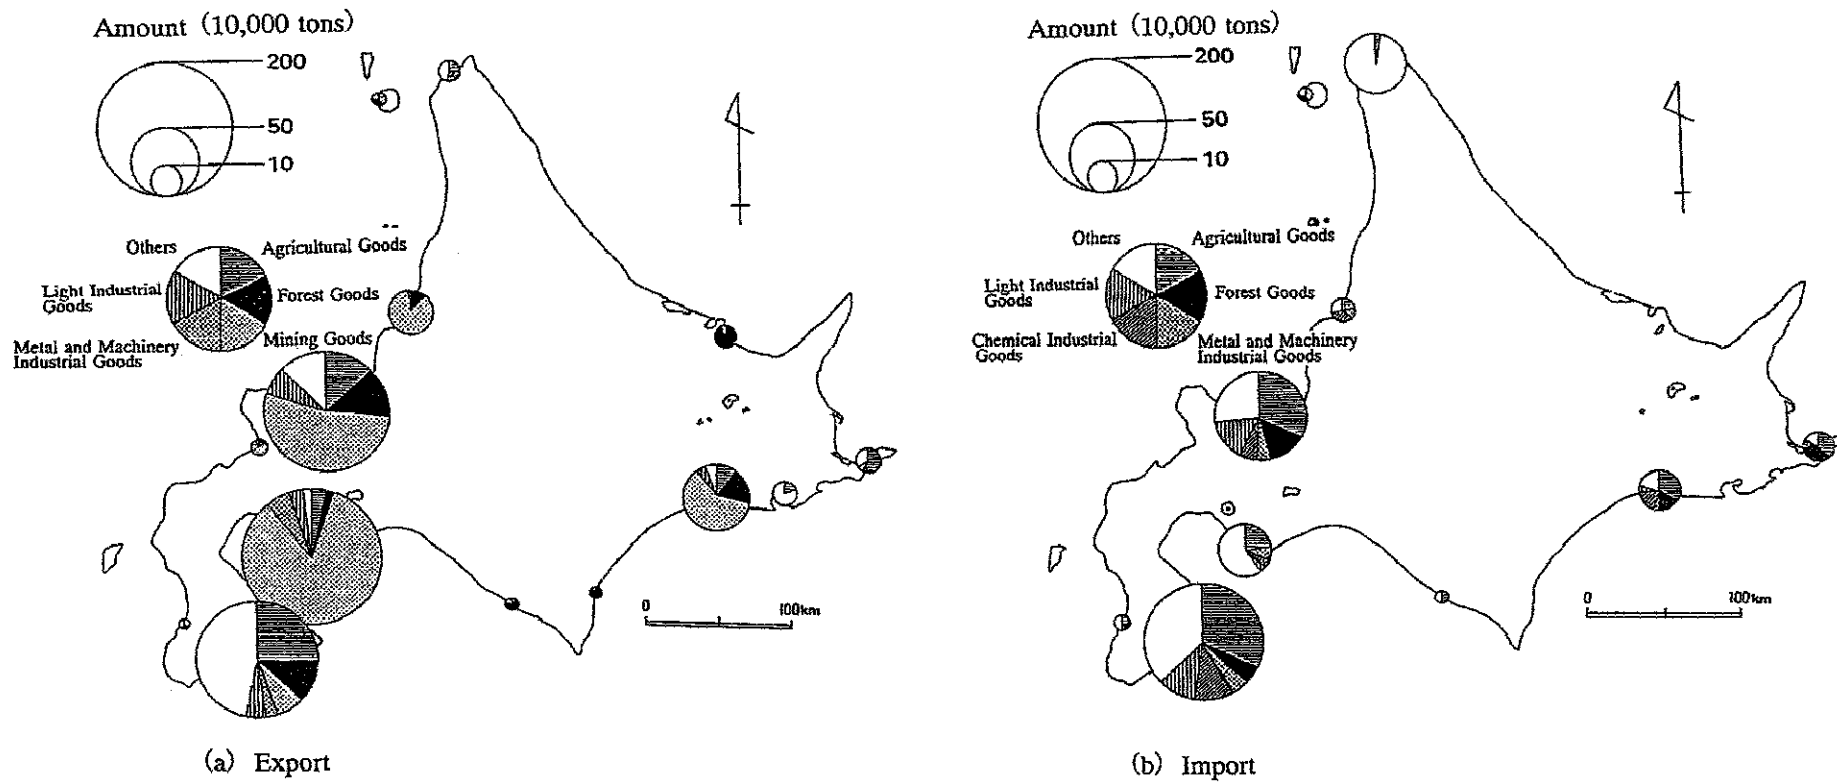 Amount (10,000 tons)
200
50
10
Others
Agricultural Goods
Light Industrial
Goods
Forest Goods
Metal and Machinery
Industrial Goods
Mining Goods
0
100km
(a) Export
Amount (10,000 tons)
200
50
10
Others
Agricultural Goods
Light Industrial
Goods
Forest Goods
Chemical Industrial
Goods
Metal and Machinery
Industrial Goods
0
100km
(b) Import